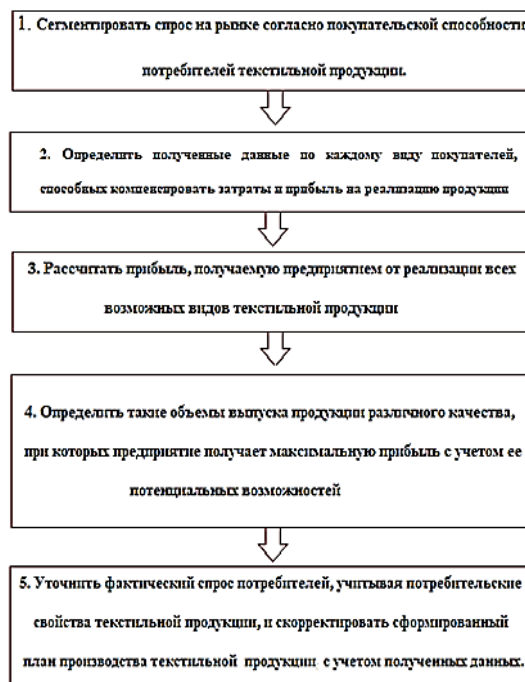 1. Сегментировать спрос на рынке согласно покупательской способности
потребителей текстильной продукции.
2. Определить полученные данные по каждому виду покупателей,
способных компенсировать затраты и прибыль на реализацию продукции
3. Рассчитать прибыль, получаемую предприятием от реализации всех
возможных видов текстильной продукции
4. Определить такие объемы выпуска продукции различного качества,
при которых предприятие получает максимальную прибыль с учетом ее
потенциальных возможностей
5. Уточнить фактический спрос потребителей, учитывая потребительские
свойства текстильной продукции, и скорректировать сформированный
план производства текстильной продукции с учетом полученных данных.